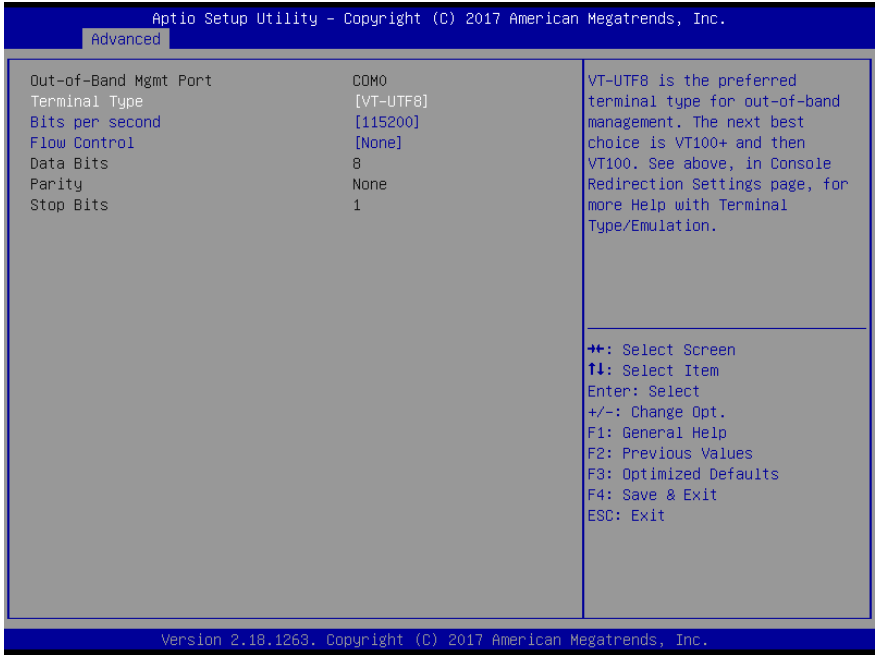 Aptio Setup Utility – Copyright (C) 2017 American Megatrends, Inc.
Advanced
Out-of-Band Mgmt Port COM0
Terminal Type [VT-UTF8]
Bits per second [115200]
Flow Control [None]
Data Bits 8
Parity None
Stop Bits 1
VT-UTF8 is the preferred
terminal type for out-of-band
management. The next best
choice is VT100+ and then
VT100. See above, in Console
Redirection Settings page, for
more Help with Terminal
Type/Emulation.
→←: Select Screen
↑↓: Select Item
Enter: Select
+/-: Change Opt.
F1: General Help
F2: Previous Values
F3: Optimized Defaults
F4: Save & Exit
ESC: Exit
Version 2.18.1263. Copyright (C) 2017 American Megatrends, Inc.